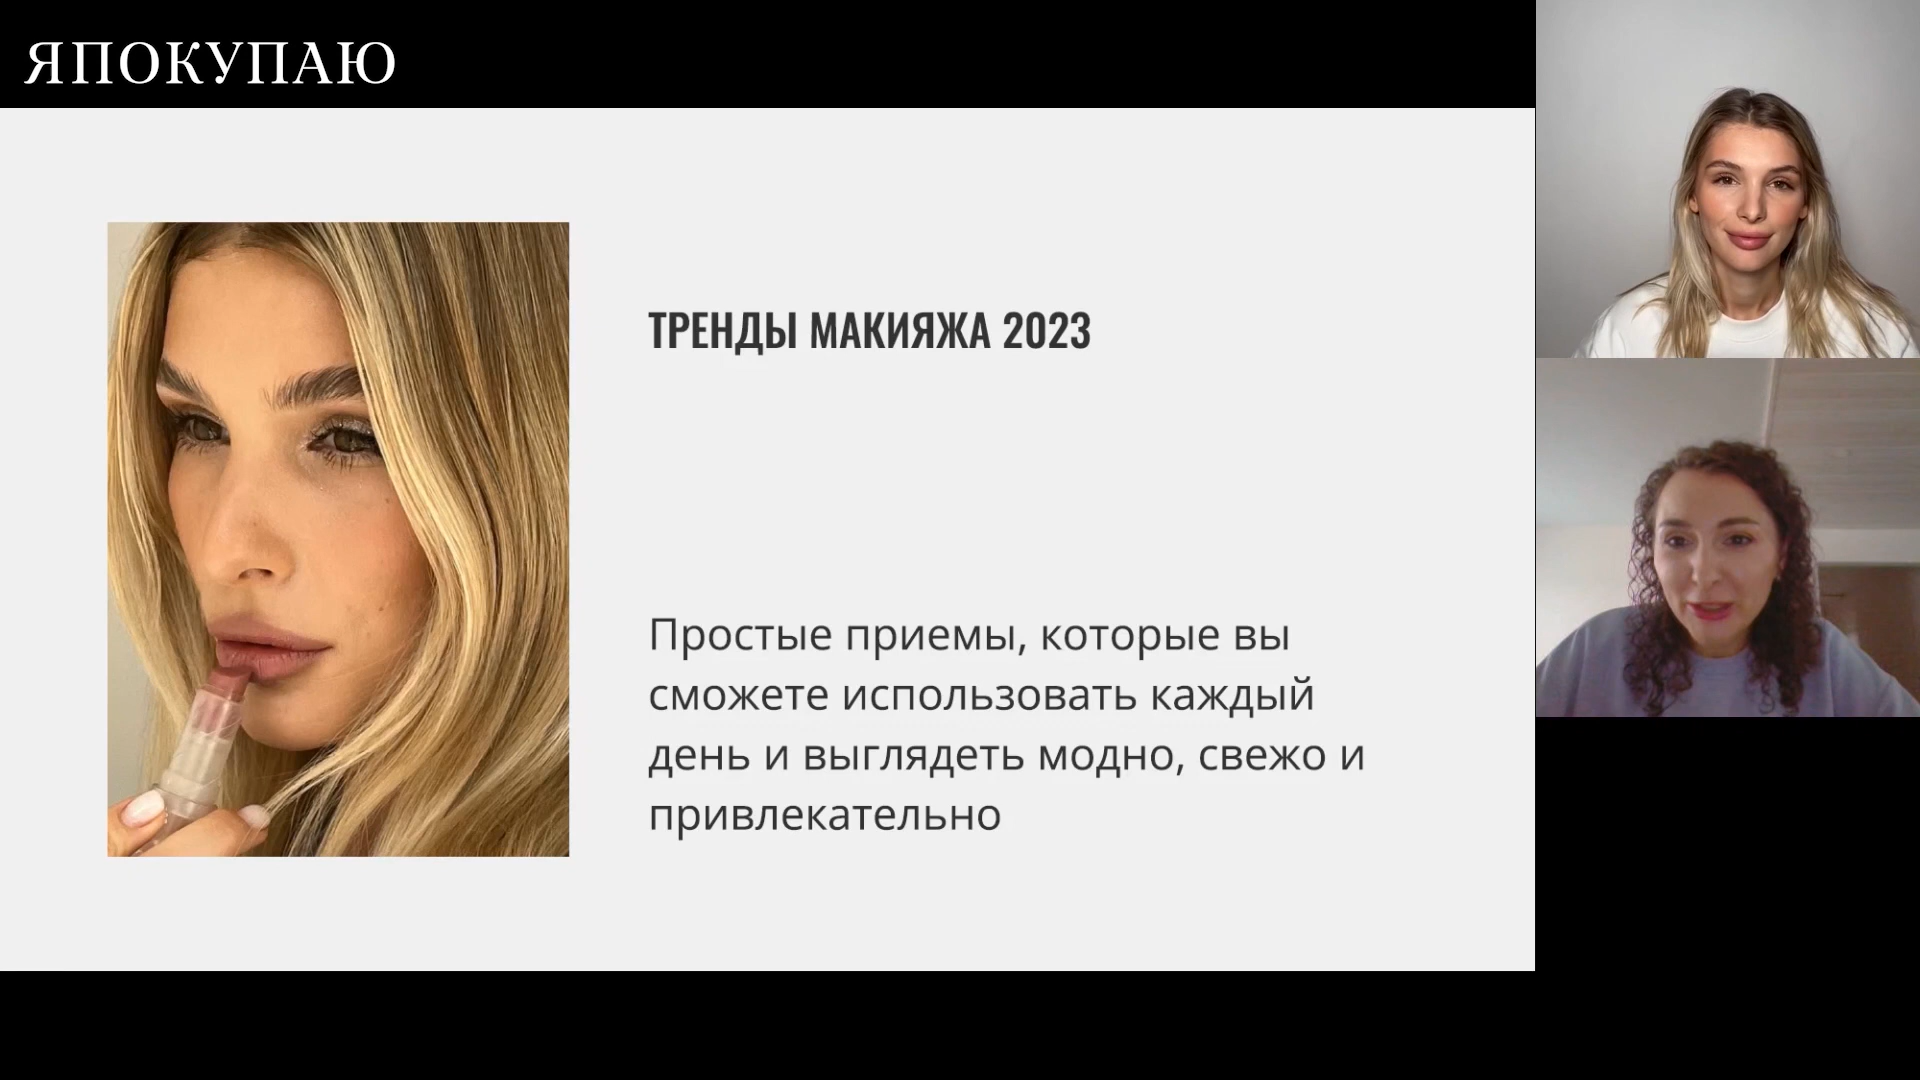 ЯПОКУПАЮ
ТРЕНДЫ МАКИЯЖА 2023
Простые приемы, которые вы
сможете использовать каждый
день и выглядеть модно, свежо и
привлекательно